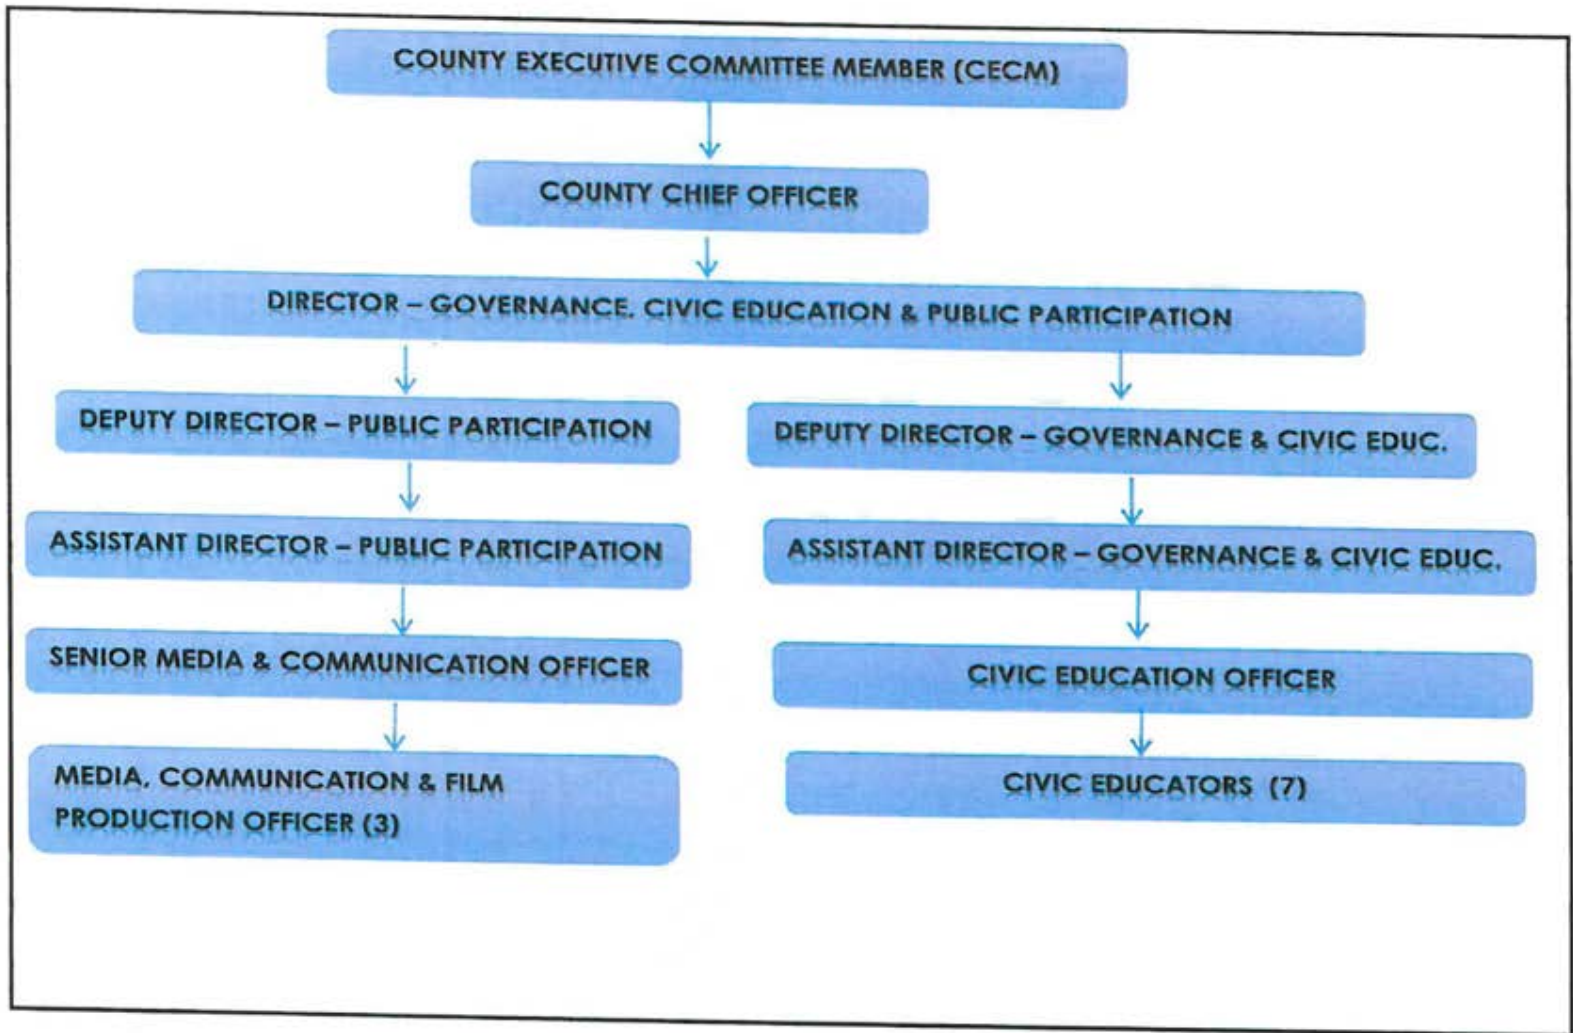 COUNTY EXECUTIVE COMMITTEE MEMBER (CECM)
COUNTY CHIEF OFFICER
DIRECTOR – GOVERNANCE, CIVIC EDUCATION & PUBLIC PARTICIPATION
DEPUTY DIRECTOR – PUBLIC PARTICIPATION
DEPUTY DIRECTOR – GOVERNANCE & CIVIC EDUC.
ASSISTANT DIRECTOR – PUBLIC PARTICIPATION
ASSISTANT DIRECTOR – GOVERNANCE & CIVIC EDUC.
SENIOR MEDIA & COMMUNICATION OFFICER
CIVIC EDUCATION OFFICER
MEDIA, COMMUNICATION & FILM
PRODUCTION OFFICER (3)
CIVIC EDUCATORS (7)